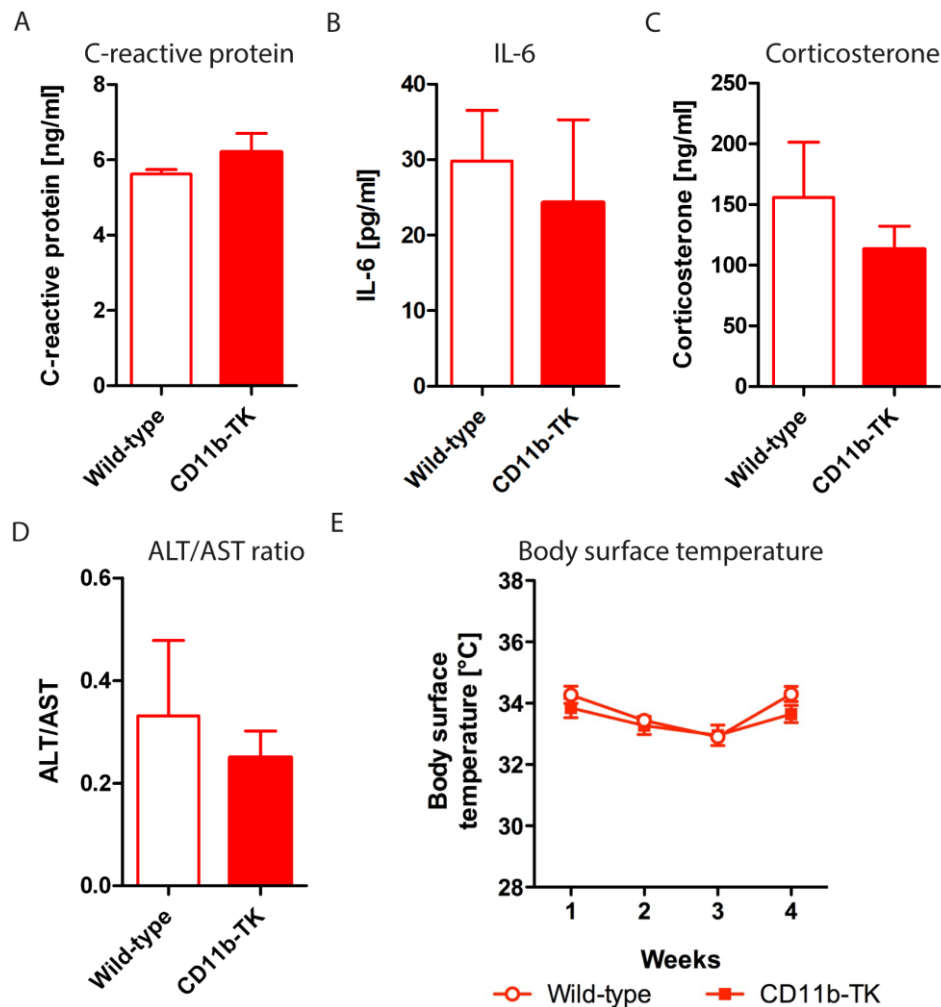 A
C-reactive protein
C-reactive protein [ng/ml]
8
6
4
2
0
Wild-type
CD11b-TK
B
IL-6
IL-6 [pg/ml]
40
30
20
10
0
Wild-type
CD11b-TK
C
Corticosterone
Corticosterone [ng/ml]
250
200
150
100
50
0
Wild-type
CD11b-TK
D
ALT/AST ratio
ALT/AST
0.6
0.4
0.2
0.0
Wild-type
CD11b-TK
E
Body surface temperature
Body surface
temperature [°C]
38
36
34
32
30
28
1 2 3 4
Weeks
Wild-type CD11b-TK